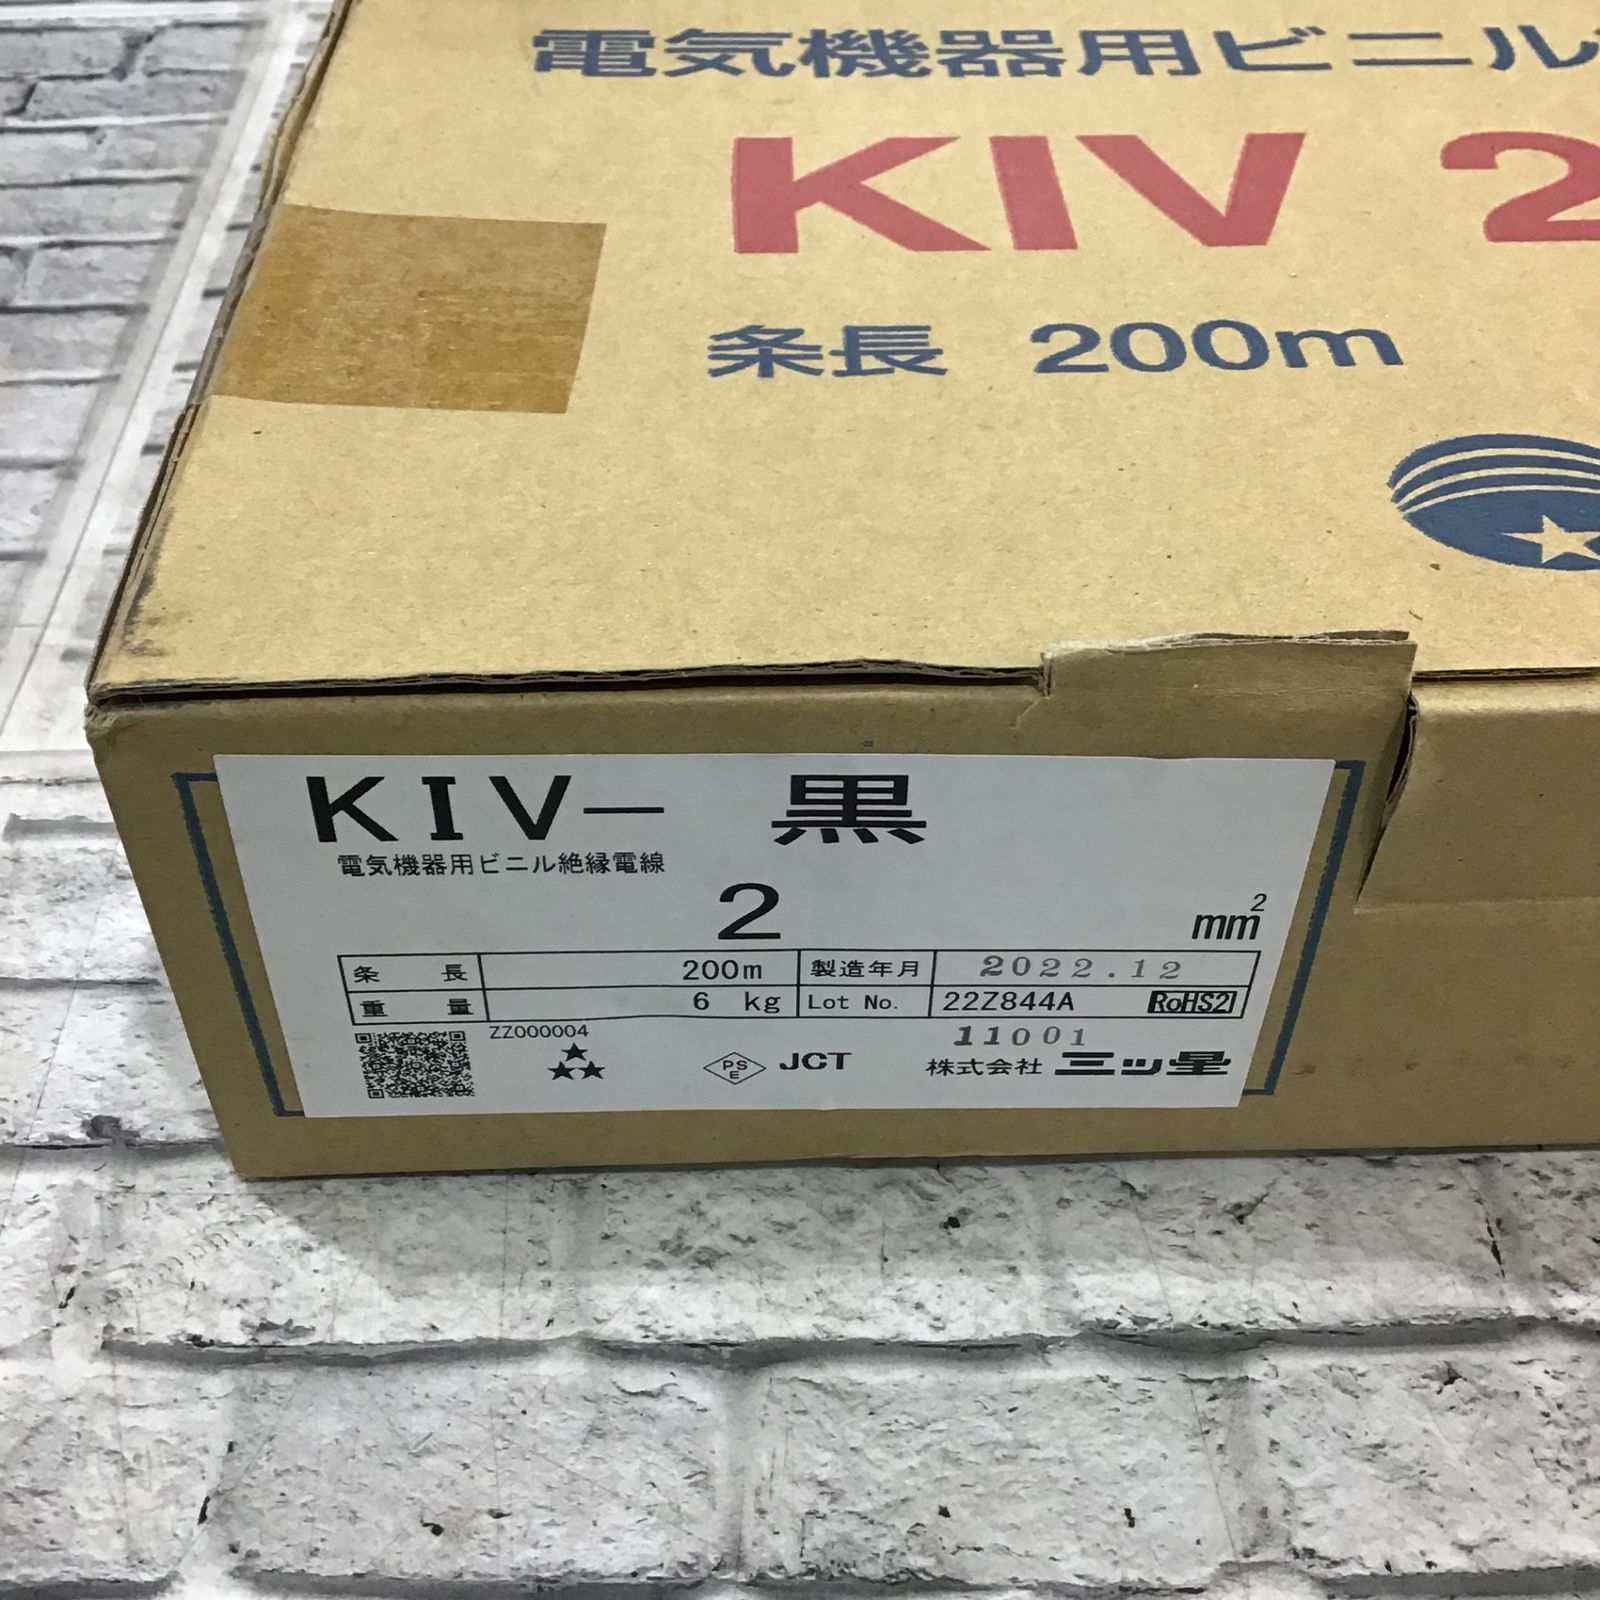 電気機器用ビニル
KIV 2
条長 200m
KIV− 黒
電気機器用ビニル絶縁電線
2 mm²
条長 200m 製造年月 2022.12
重量 6 kg Lot No. 22Z844A RoHS2
ZZ000004 11001
PS E JCT 株式会社 三ツ星